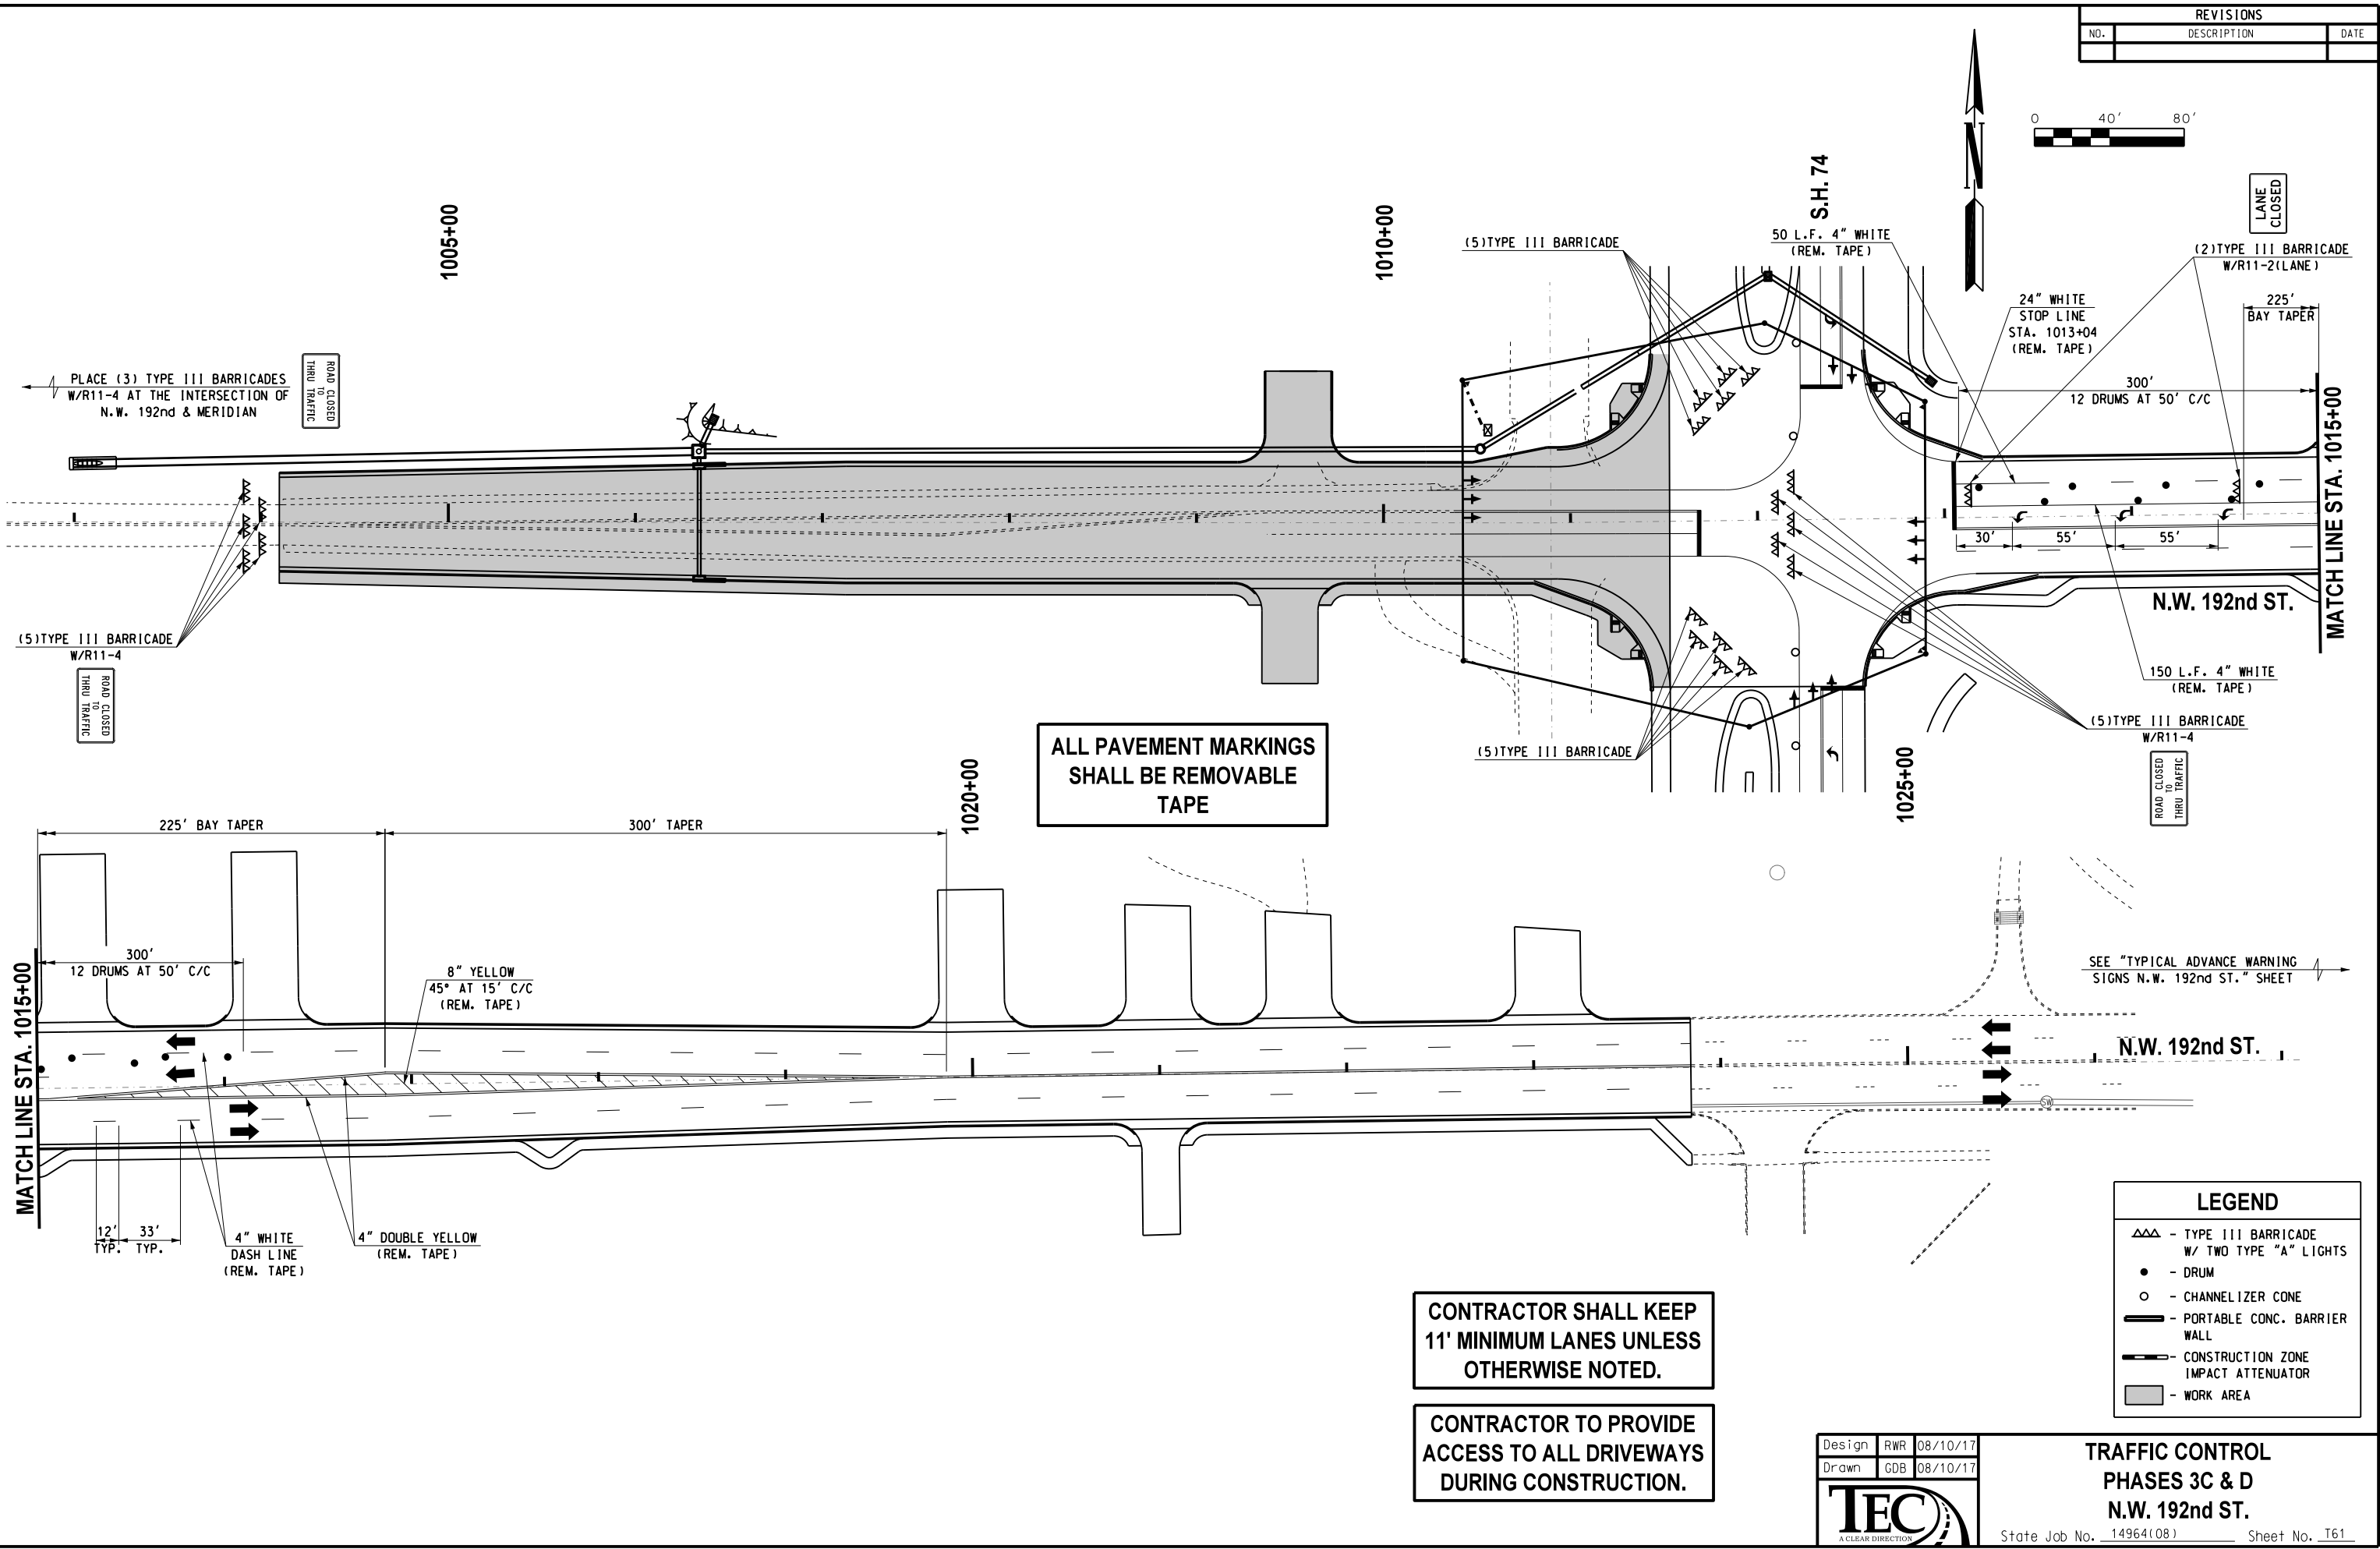 REVISIONS
NO. DESCRIPTION DATE
0 40' 80'
N
S.H. 74
1005+00
1010+00
LANE
CLOSED
(5)TYPE III BARRICADE
50 L.F. 4" WHITE
(REM. TAPE)
(2)TYPE III BARRICADE
W/R11-2(LANE)
24" WHITE
STOP LINE
STA. 1013+04
(REM. TAPE)
225'
BAY TAPER
PLACE (3) TYPE III BARRICADES
W/R11-4 AT THE INTERSECTION OF
N.W. 192nd & MERIDIAN
ROAD CLOSED
TO
THRU TRAFFIC
300'
12 DRUMS AT 50' C/C
MATCH LINE STA. 1015+00
30' 55' 55'
N.W. 192nd ST.
(5)TYPE III BARRICADE
W/R11-4
ROAD CLOSED
TO
THRU TRAFFIC
150 L.F. 4" WHITE
(REM. TAPE)
(5)TYPE III BARRICADE
W/R11-4
ROAD CLOSED
TO
THRU TRAFFIC
(5)TYPE III BARRICADE
ALL PAVEMENT MARKINGS
SHALL BE REMOVABLE
TAPE
1020+00
1025+00
225' BAY TAPER
300' TAPER
300'
12 DRUMS AT 50' C/C
8" YELLOW
45° AT 15' C/C
(REM. TAPE)
SEE "TYPICAL ADVANCE WARNING
SIGNS N.W. 192nd ST." SHEET
MATCH LINE STA. 1015+00
N.W. 192nd ST.
SW
12' 33'
TYP. TYP.
4" WHITE
DASH LINE
(REM. TAPE)
4" DOUBLE YELLOW
(REM. TAPE)
LEGEND
- TYPE III BARRICADE
W/ TWO TYPE "A" LIGHTS
- DRUM
- CHANNELIZER CONE
- PORTABLE CONC. BARRIER
WALL
- CONSTRUCTION ZONE
IMPACT ATTENUATOR
- WORK AREA
CONTRACTOR SHALL KEEP
11' MINIMUM LANES UNLESS
OTHERWISE NOTED.
CONTRACTOR TO PROVIDE
ACCESS TO ALL DRIVEWAYS
DURING CONSTRUCTION.
Design RWR 08/10/17
Drawn GDB 08/10/17
TEC
A CLEAR DIRECTION
TRAFFIC CONTROL
PHASES 3C & D
N.W. 192nd ST.
State Job No. 14964(08) Sheet No. T61